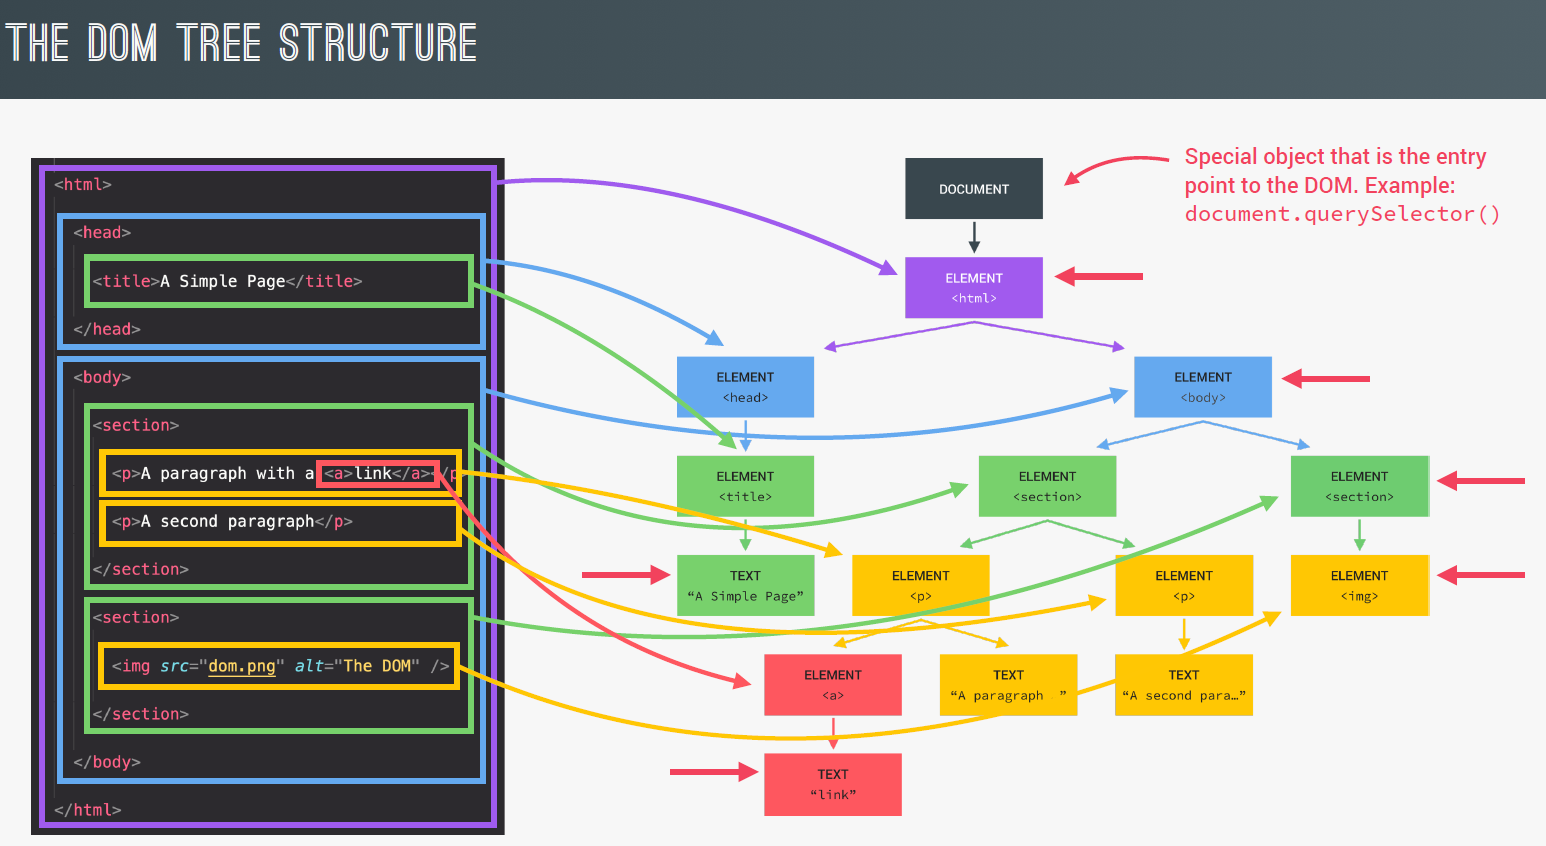 THE DOM TREE STRUCTURE
<html>
<head>
<title>A Simple Page</title>
</head>
<body>
<section>
<p>A paragraph with a <a>link</a></p
<p>A second paragraph</p>
</section>
<section>
<img src="dom.png" alt="The DOM" />
</section>
</body>
</html>
Special object that is the entry
point to the DOM. Example:
document.querySelector()
DOCUMENT
ELEMENT
<html>
ELEMENT
<head>
ELEMENT
<body>
ELEMENT
<title>
ELEMENT
<section>
ELEMENT
<section>
TEXT
“A Simple Page”
ELEMENT
<p>
ELEMENT
<p>
ELEMENT
<img>
ELEMENT
<a>
TEXT
“A paragraph ”
TEXT
“A second para…”
TEXT
“link”